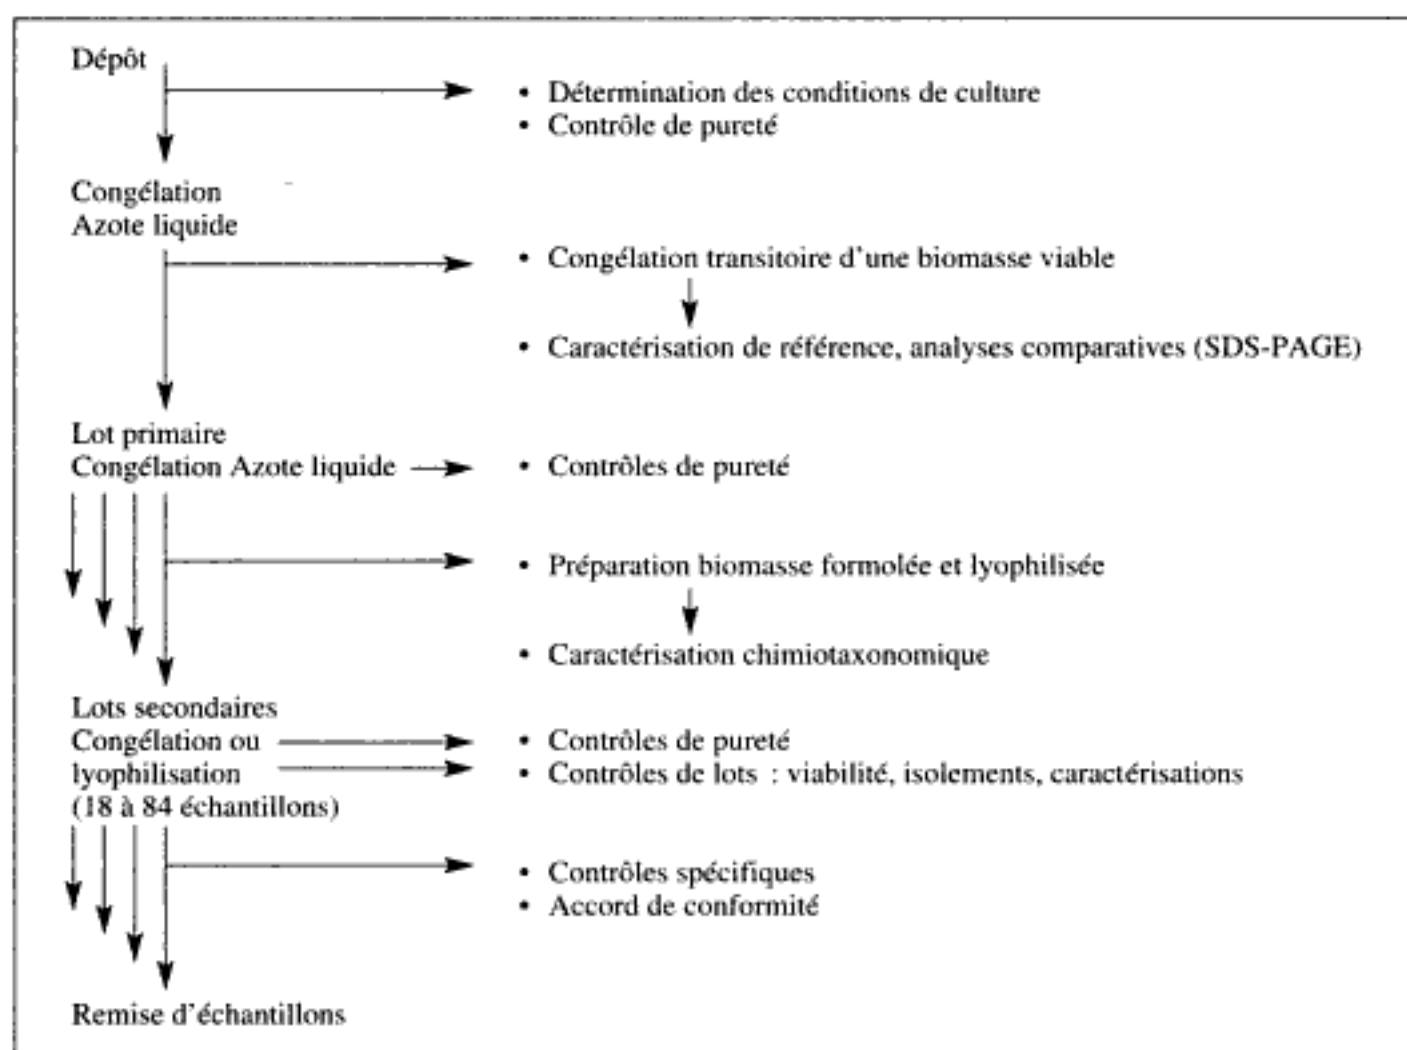 Dépôt
• Détermination des conditions de culture
• Contrôle de pureté
Congélation
Azote liquide
• Congélation transitoire d'une biomasse viable
• Caractérisation de référence, analyses comparatives (SDS-PAGE)
Lot primaire
Congélation Azote liquide
• Contrôles de pureté
• Préparation biomasse formolée et lyophilisée
• Caractérisation chimiotaxonomique
Lots secondaires
Congélation ou
lyophilisation
(18 à 84 échantillons)
• Contrôles de pureté
• Contrôles de lots : viabilité, isolements, caractérisations
• Contrôles spécifiques
• Accord de conformité
Remise d'échantillons